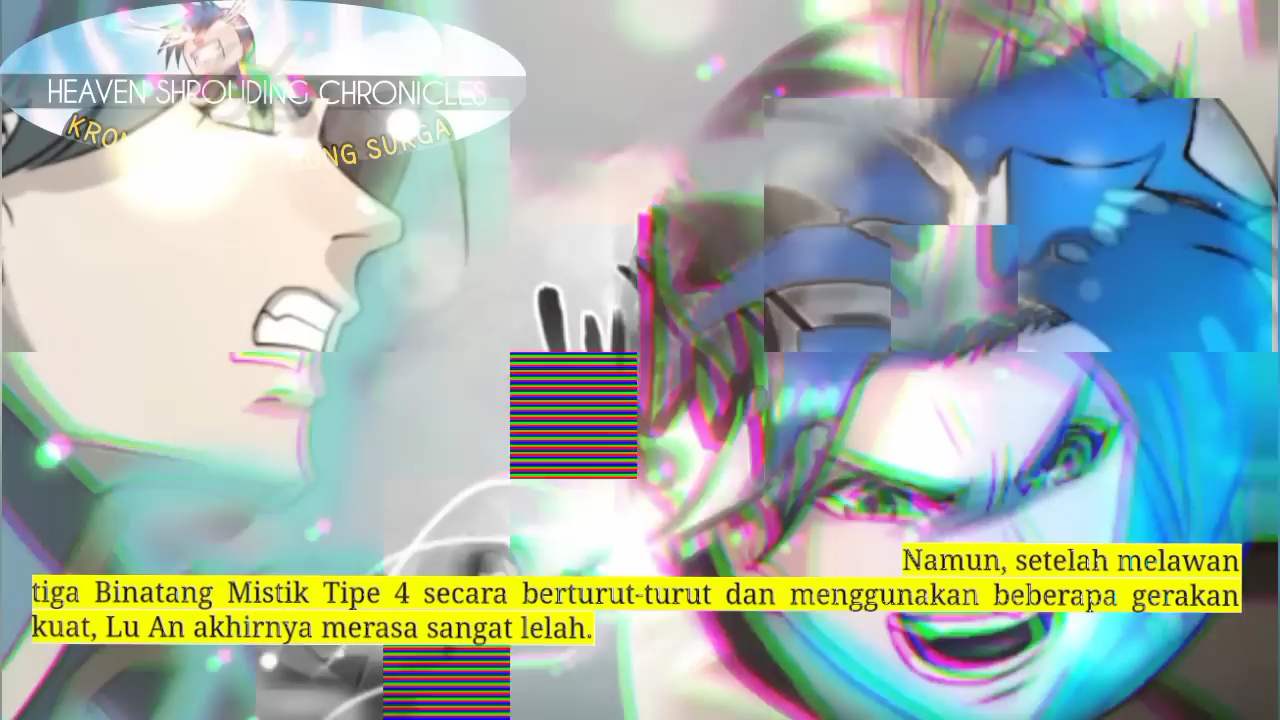 HEAVEN SHROUDING CHRONICLES
SURGA
Namun, setelah melawan
tiga Binatang Mistik Tipe 4 secara berturut-turut dan menggunakan beberapa gerakan
kuat, Lu An akhirnya merasa sangat lelah.